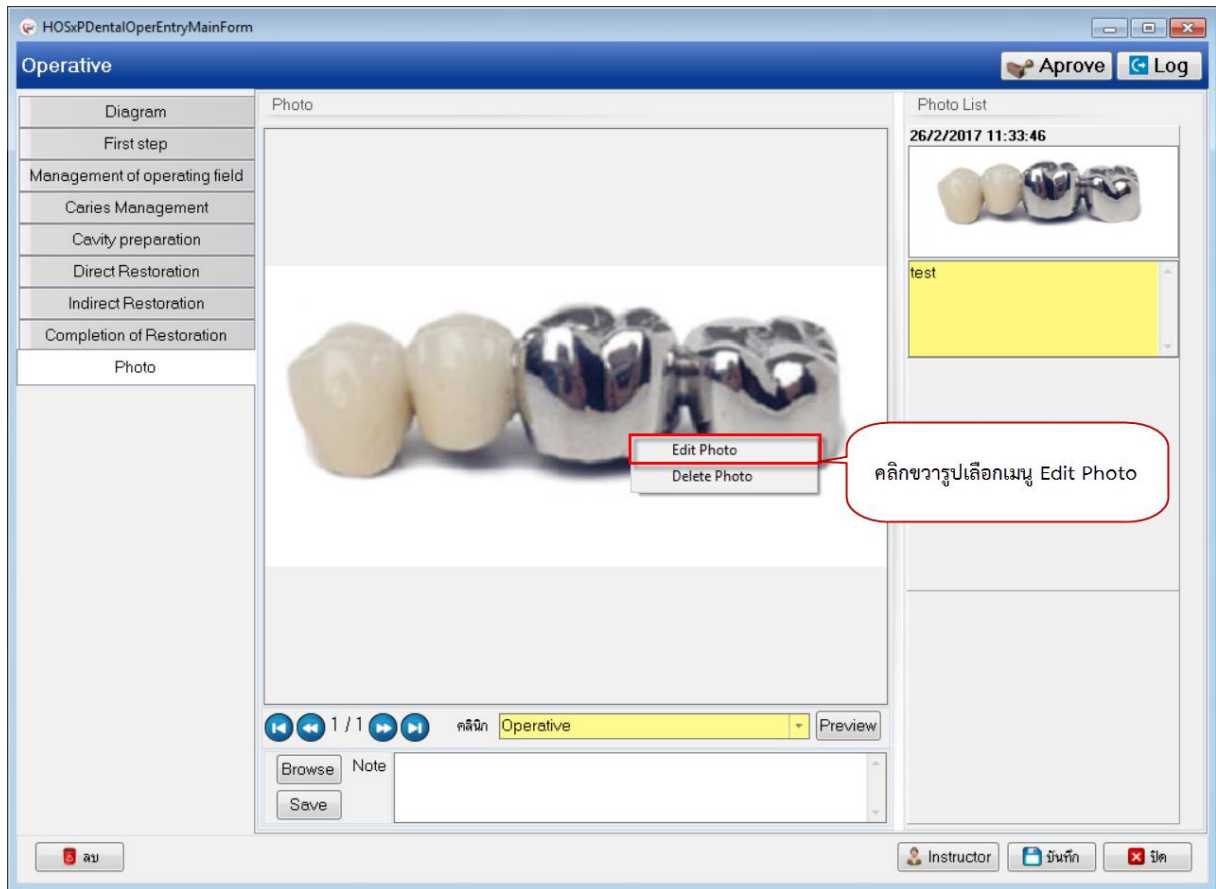 HOSxPDentalOperEntryMainForm
Operative
Aprove
Log
Diagram
First step
Management of operating field
Caries Management
Cavity preparation
Direct Restoration
Indirect Restoration
Completion of Restoration
Photo
Photo
Edit Photo
Delete Photo
1 / 1
คลินิก
Operative
Preview
Browse
Note
Save
Photo List
26/2/2017 11:33:46
test
คลิกขวารูปเลือกเมนู Edit Photo
ลบ
Instructor
บันทึก
ปิด